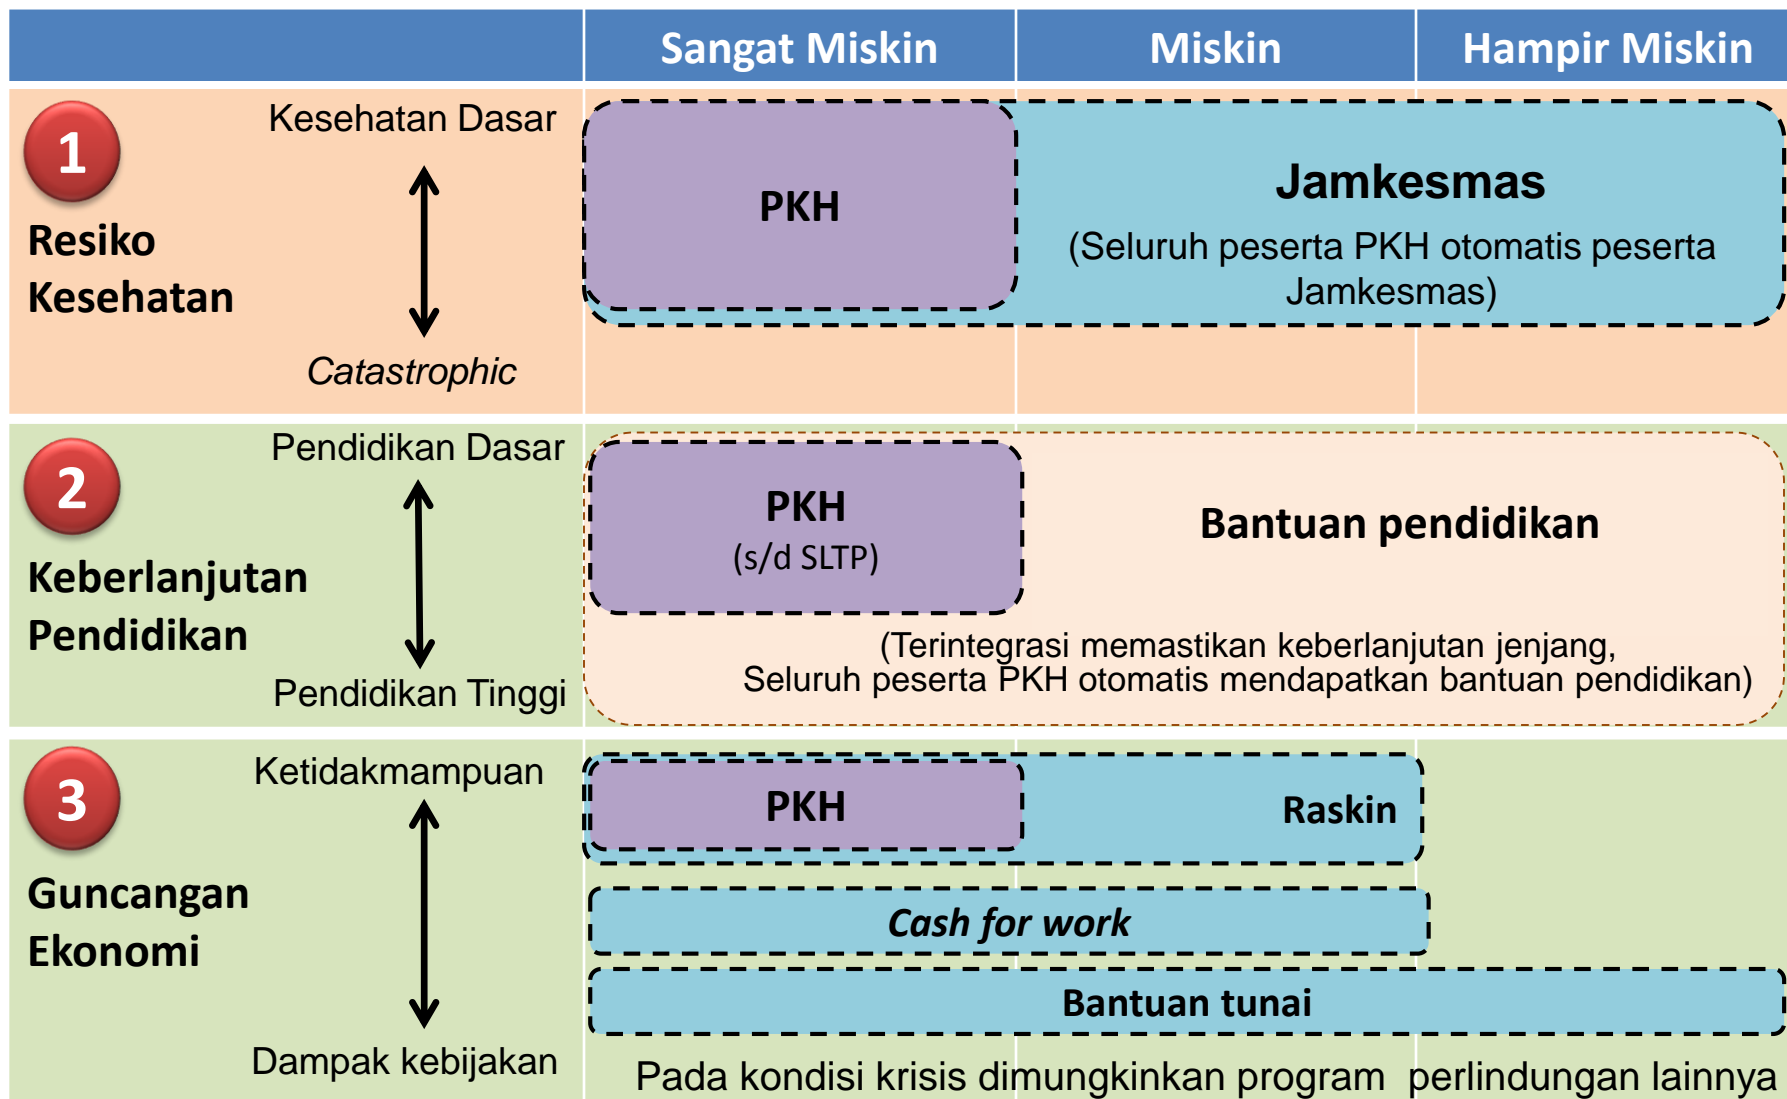 Sangat Miskin
Miskin
Hampir Miskin
1
Resiko
Kesehatan
Kesehatan Dasar
Catastrophic
PKH
Jamkesmas
(Seluruh peserta PKH otomatis peserta
Jamkesmas)
2
Keberlanjutan
Pendidikan
Pendidikan Dasar
Pendidikan Tinggi
PKH
(s/d SLTP)
Bantuan pendidikan
(Terintegrasi memastikan keberlanjutan jenjang,
Seluruh peserta PKH otomatis mendapatkan bantuan pendidikan)
3
Guncangan
Ekonomi
Ketidakmampuan
Dampak kebijakan
PKH
Raskin
Cash for work
Bantuan tunai
Pada kondisi krisis dimungkinkan program perlindungan lainnya